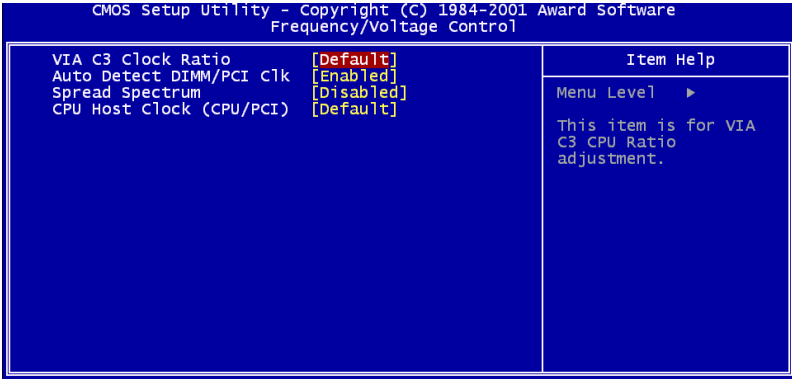 CMOS Setup Utility - Copyright (C) 1984-2001 Award Software
Frequency/Voltage Control
VIA C3 Clock Ratio [Default]
Auto Detect DIMM/PCI Clk [Enabled]
Spread Spectrum [Disabled]
CPU Host Clock (CPU/PCI) [Default]
Item Help
Menu Level ▶
This item is for VIA
C3 CPU Ratio
adjustment.